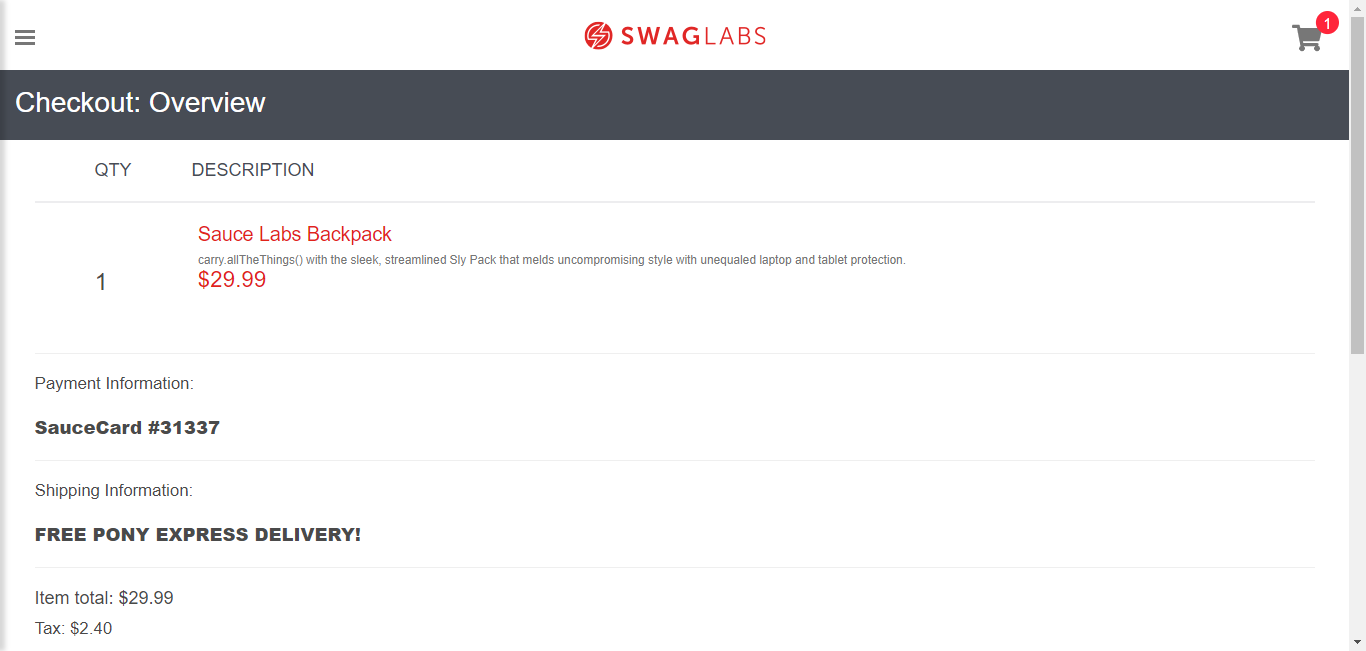 SWAGLABS
1
Checkout: Overview
QTY DESCRIPTION
Sauce Labs Backpack
carry.allTheThings() with the sleek, streamlined Sly Pack that melds uncompromising style with unequaled laptop and tablet protection.
1
$29.99
Payment Information:
SauceCard #31337
Shipping Information:
FREE PONY EXPRESS DELIVERY!
Item total: $29.99
Tax: $2.40